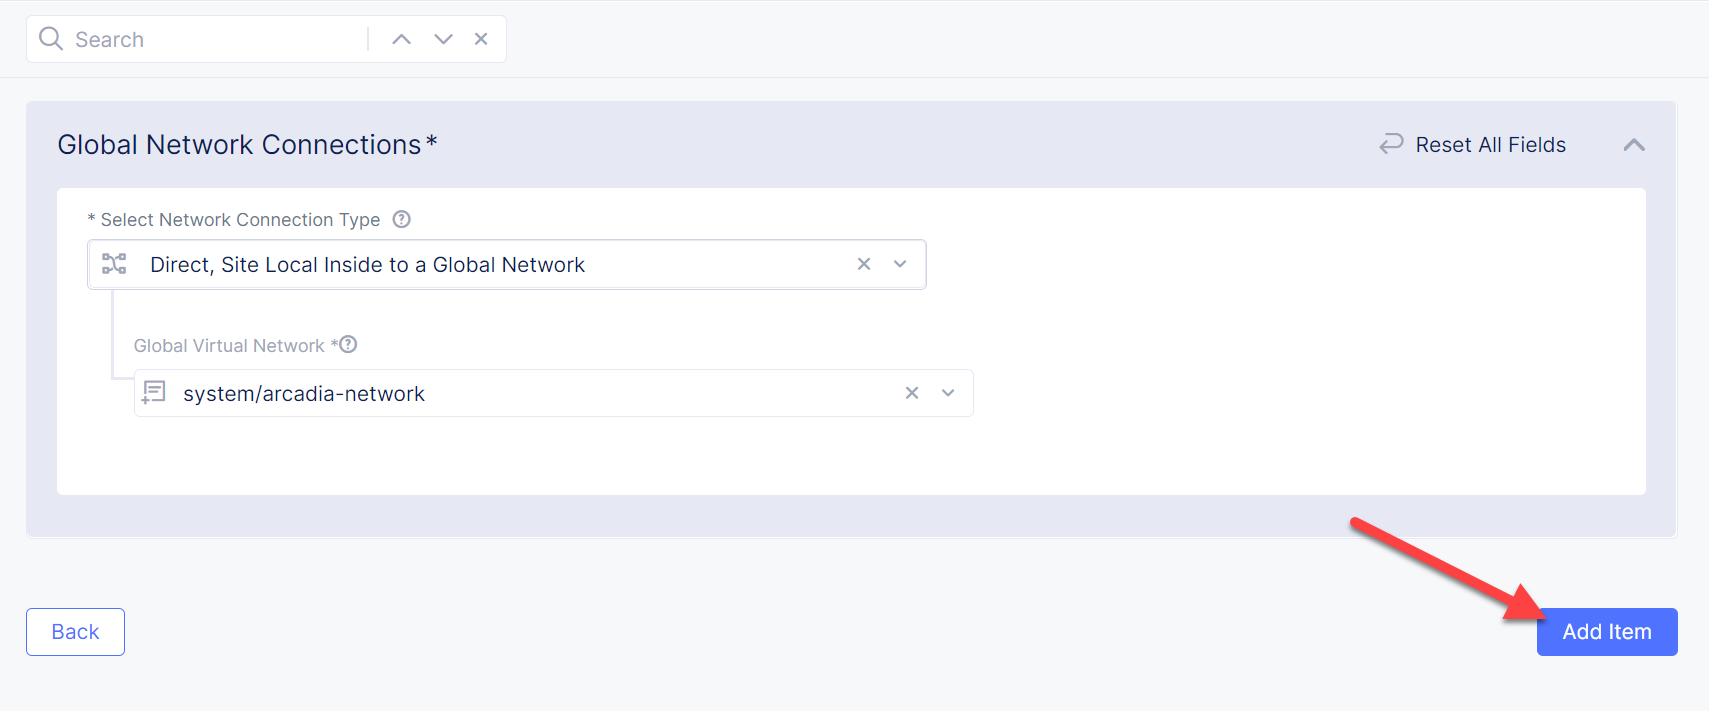 Search
Global Network Connections*
Reset All Fields
* Select Network Connection Type
Direct, Site Local Inside to a Global Network
Global Virtual Network *
system/arcadia-network
Back
Add Item